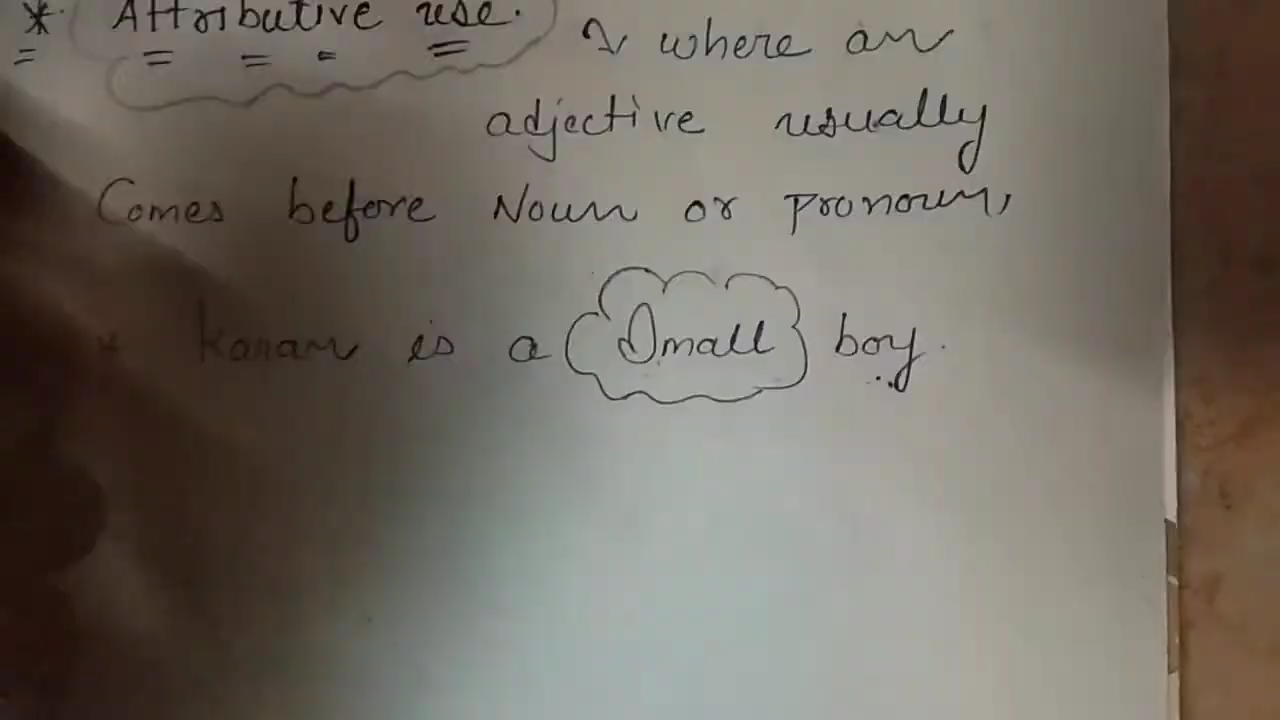 * Attributive use. → where an
adjective usually
Comes before Noun or pronoun,
* Karan is a Small boy.